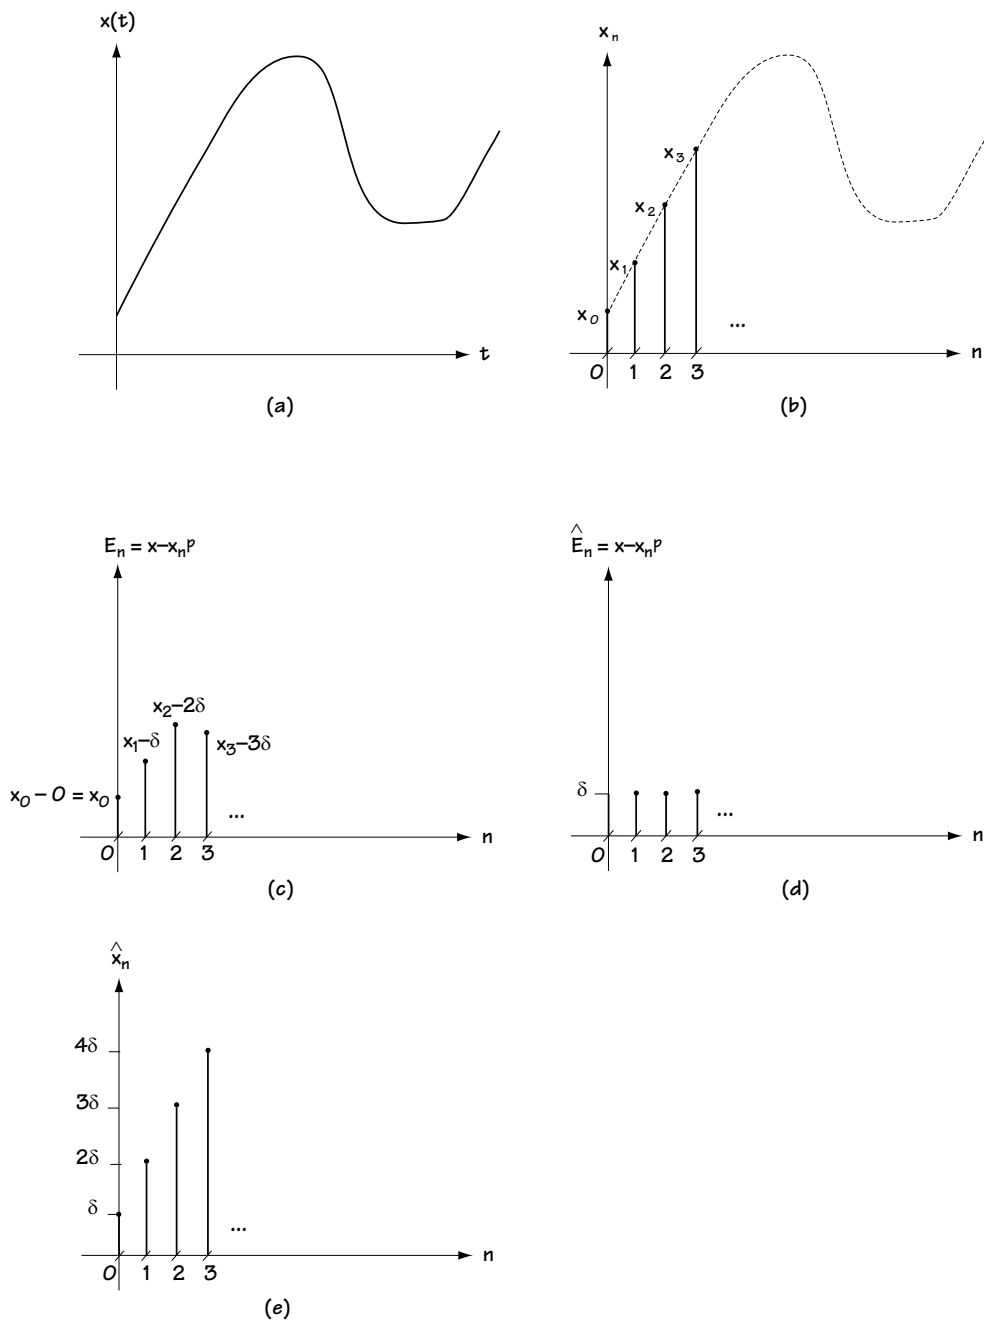 x(t)
t
(a)
xₙ
x₃
x₂
x₁
x₀
...
n
0 1 2 3
(b)
Eₙ = x–xₙᵖ
x₂–2δ
x₁–δ
x₃–3δ
x₀ – 0 = x₀
...
n
0 1 2 3
(c)
Êₙ = x–xₙᵖ
δ
...
n
0 1 2 3
(d)
x̂ₙ
4δ
3δ
2δ
δ
...
n
0 1 2 3
(e)